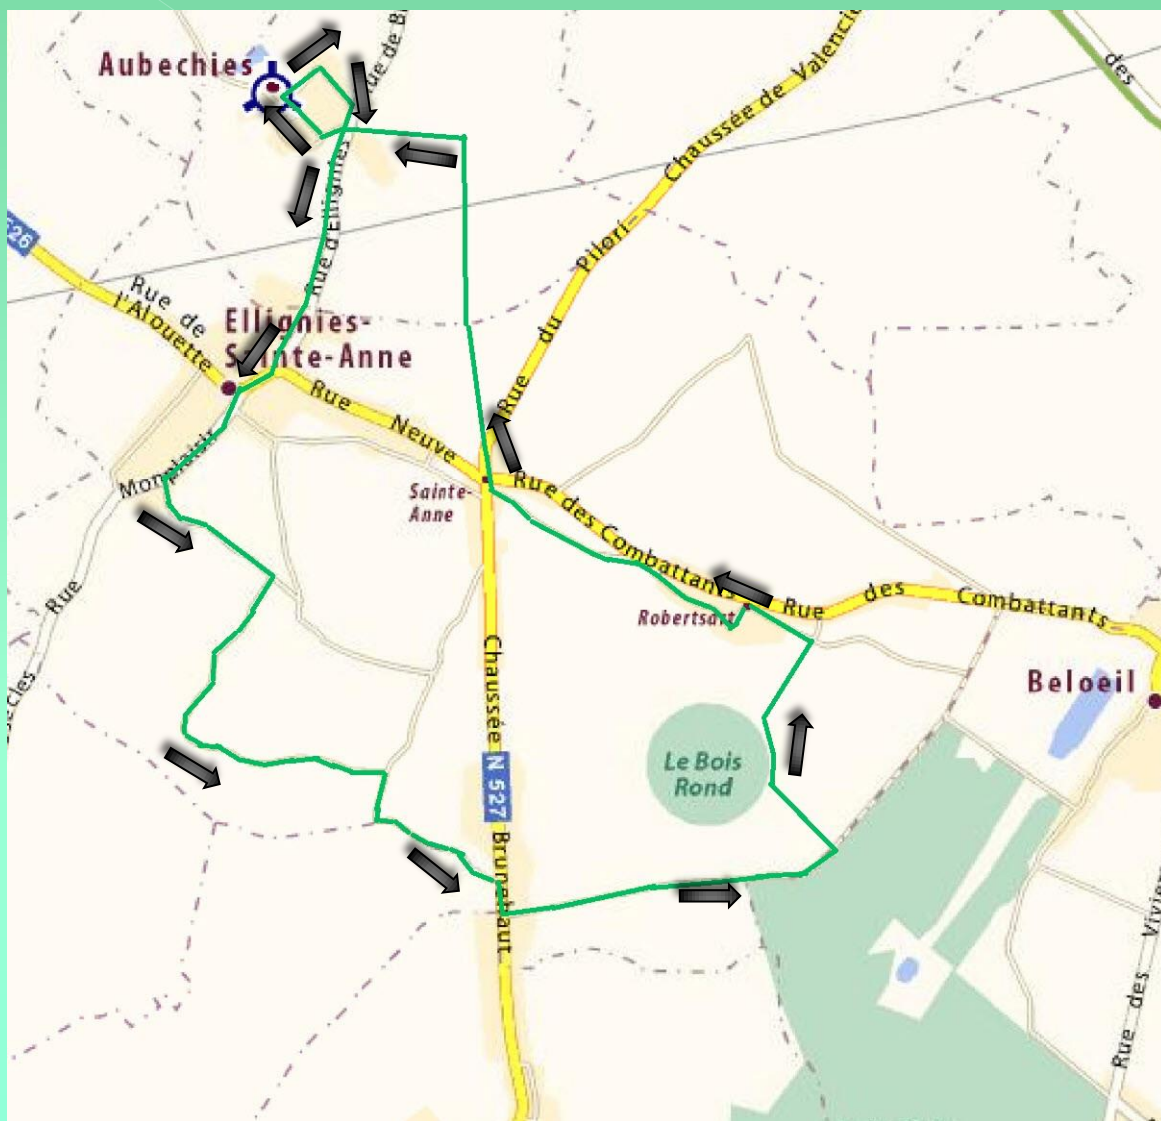 Aubechies
Rue de B
Chaussée de Valencie
des
26
Rue d'Ellignies
Rue de
l'Alouette
Ellignies-
Sainte-Anne
Rue du Pilori
Rue Neuve
Monplaisir
Sainte-
Anne
Rue des Combattants
Robertsart
Rue des Combattants
Rue
Beloeil
Chaussée
N 527
Brunehaut
Le Bois
Rond
Rue des Vivier